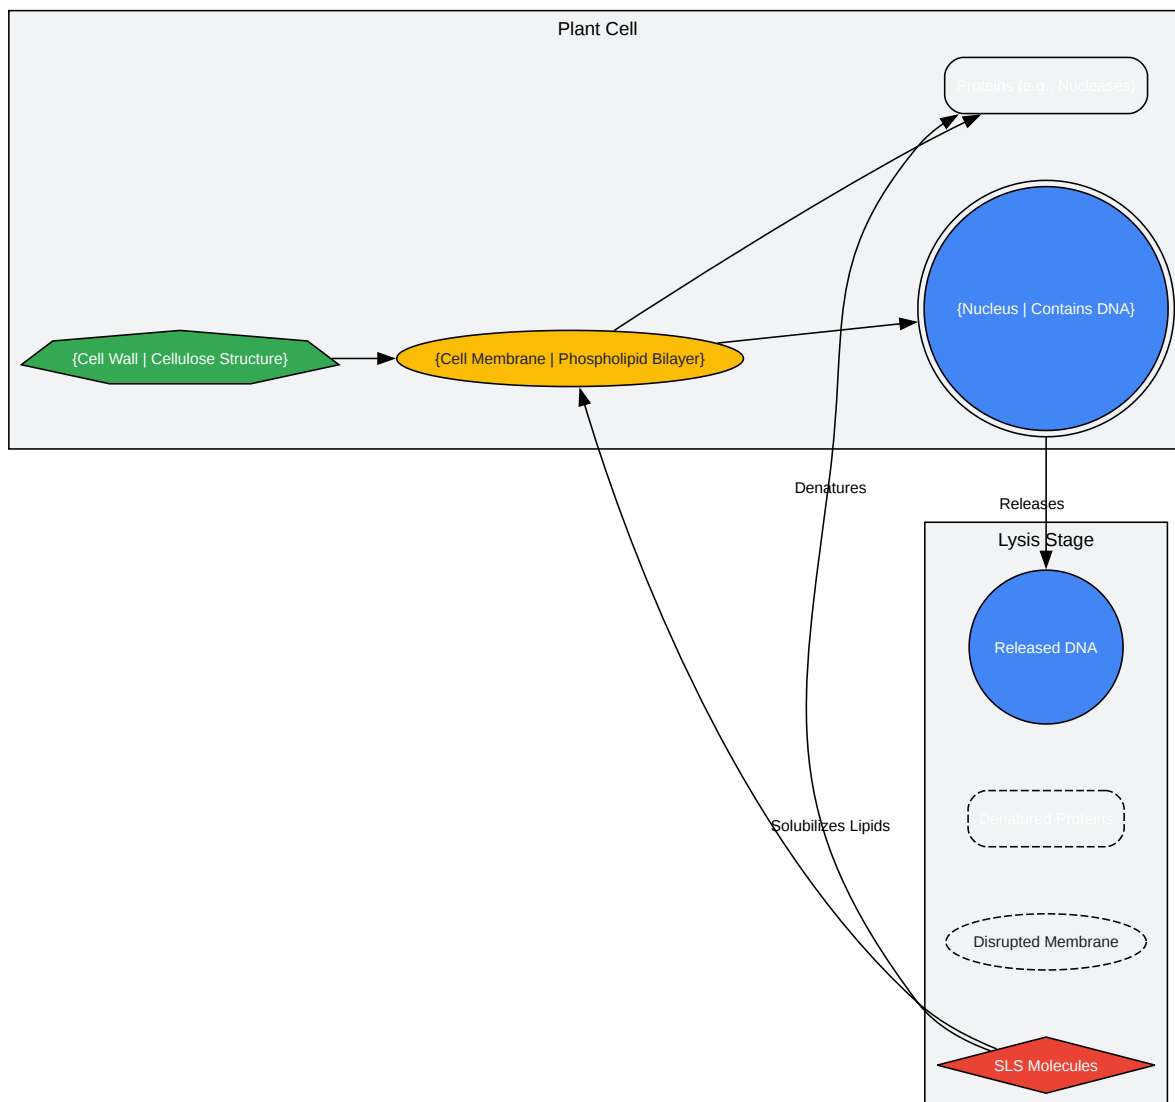 Plant Cell
Proteins (e.g., Nucleases)
{Nucleus | Contains DNA}
{Cell Wall | Cellulose Structure}
{Cell Membrane | Phospholipid Bilayer}
Denatures
Releases
Lysis Stage
Released DNA
Denatured Proteins
Solubilizes Lipids
Disrupted Membrane
SLS Molecules